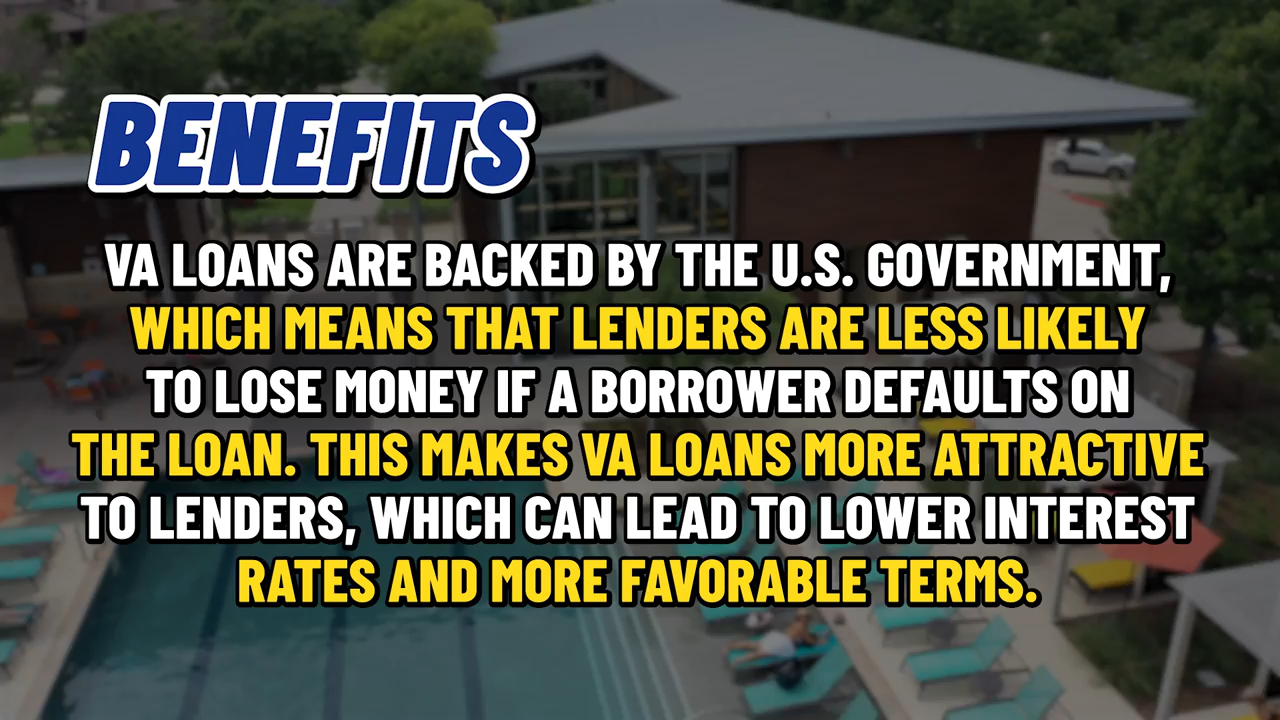 BENEFITS
VA LOANS ARE BACKED BY THE U.S. GOVERNMENT,
WHICH MEANS THAT LENDERS ARE LESS LIKELY
TO LOSE MONEY IF A BORROWER DEFAULTS ON
THE LOAN. THIS MAKES VA LOANS MORE ATTRACTIVE
TO LENDERS, WHICH CAN LEAD TO LOWER INTEREST
RATES AND MORE FAVORABLE TERMS.